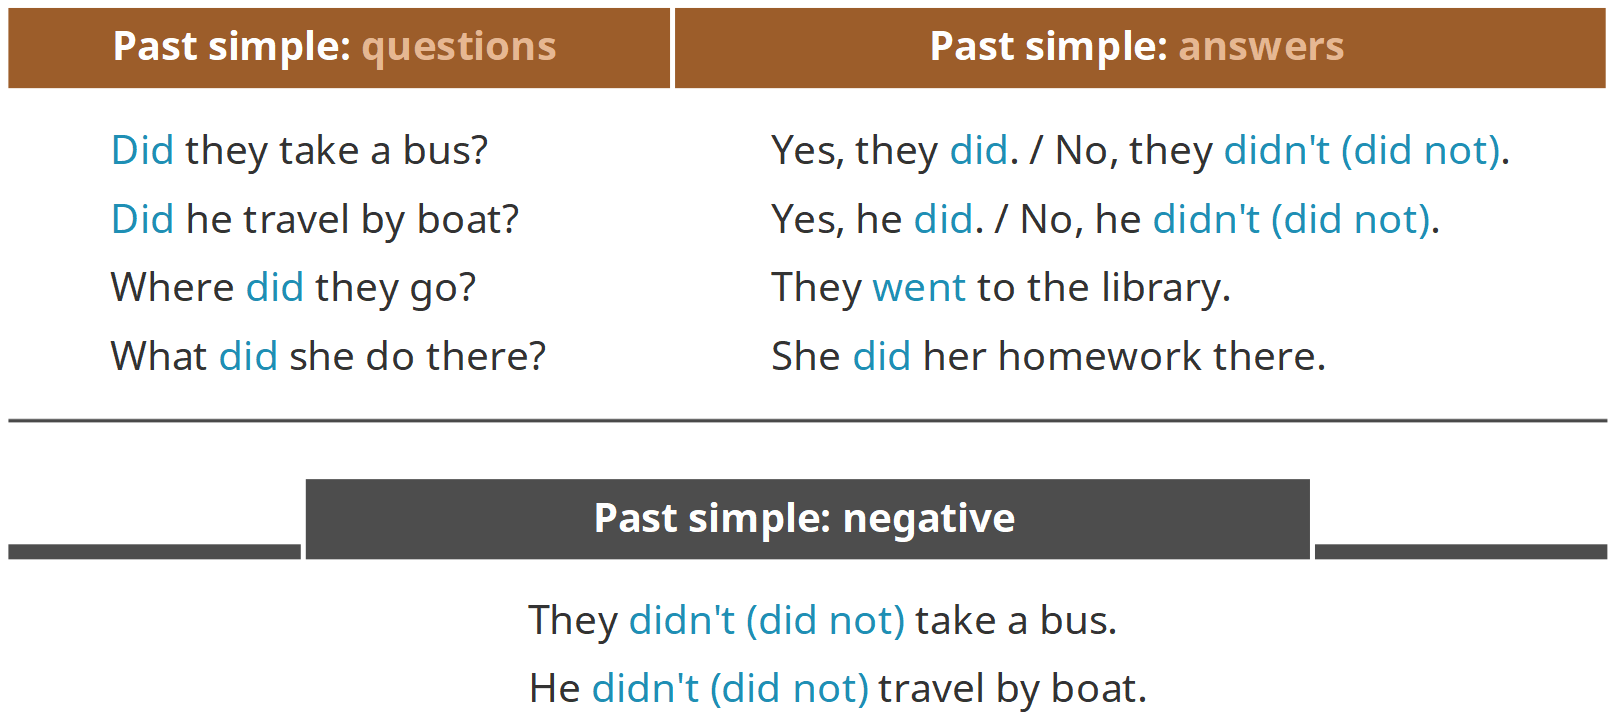 Past simple: questions
Past simple: answers
Did they take a bus?
Yes, they did. / No, they didn't (did not).
Did he travel by boat?
Yes, he did. / No, he didn't (did not).
Where did they go?
They went to the library.
What did she do there?
She did her homework there.
Past simple: negative
They didn't (did not) take a bus.
He didn't (did not) travel by boat.